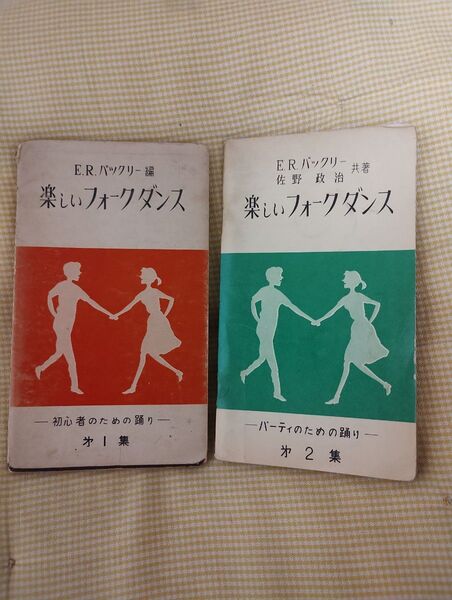 E.R.バックリー編
楽しいフォークダンス
—初心者のための踊り—
オ1集
E.R.バックリー
佐野 政治 共著
楽しいフォークダンス
—パーティのための踊り—
オ2集